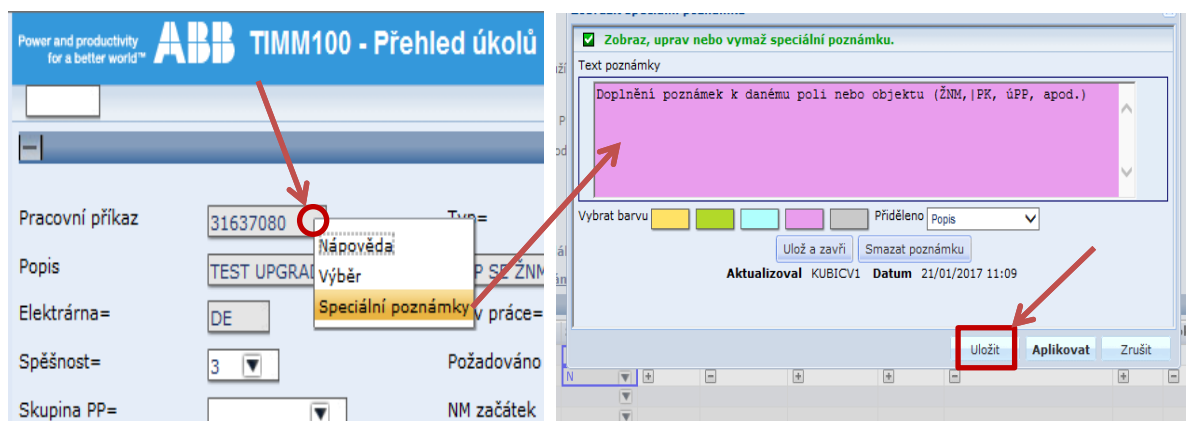 Power and productivity
for a better world™
ABB TIMM100 - Přehled úkolů
Pracovní příkaz 31637080
Popis TEST UPGRAD P SE ŽNM
Elektrárna= DE v práce=
Spěšnost= 3 Požadováno
Skupina PP= NM začátek
Nápověda
Výběr
Speciální poznámky
Zobraz, uprav nebo vymaž speciální poznámku.
Text poznámky
Doplnění poznámek k danému poli nebo objektu (ŽNM,|PK, úPP, apod.)
Vybrat barvu Přiděleno Popis
Ulož a zavři Smazat poznámku
Aktualizoval KUBICV1 Datum 21/01/2017 11:09
Uložit Aplikovat Zrušit
N